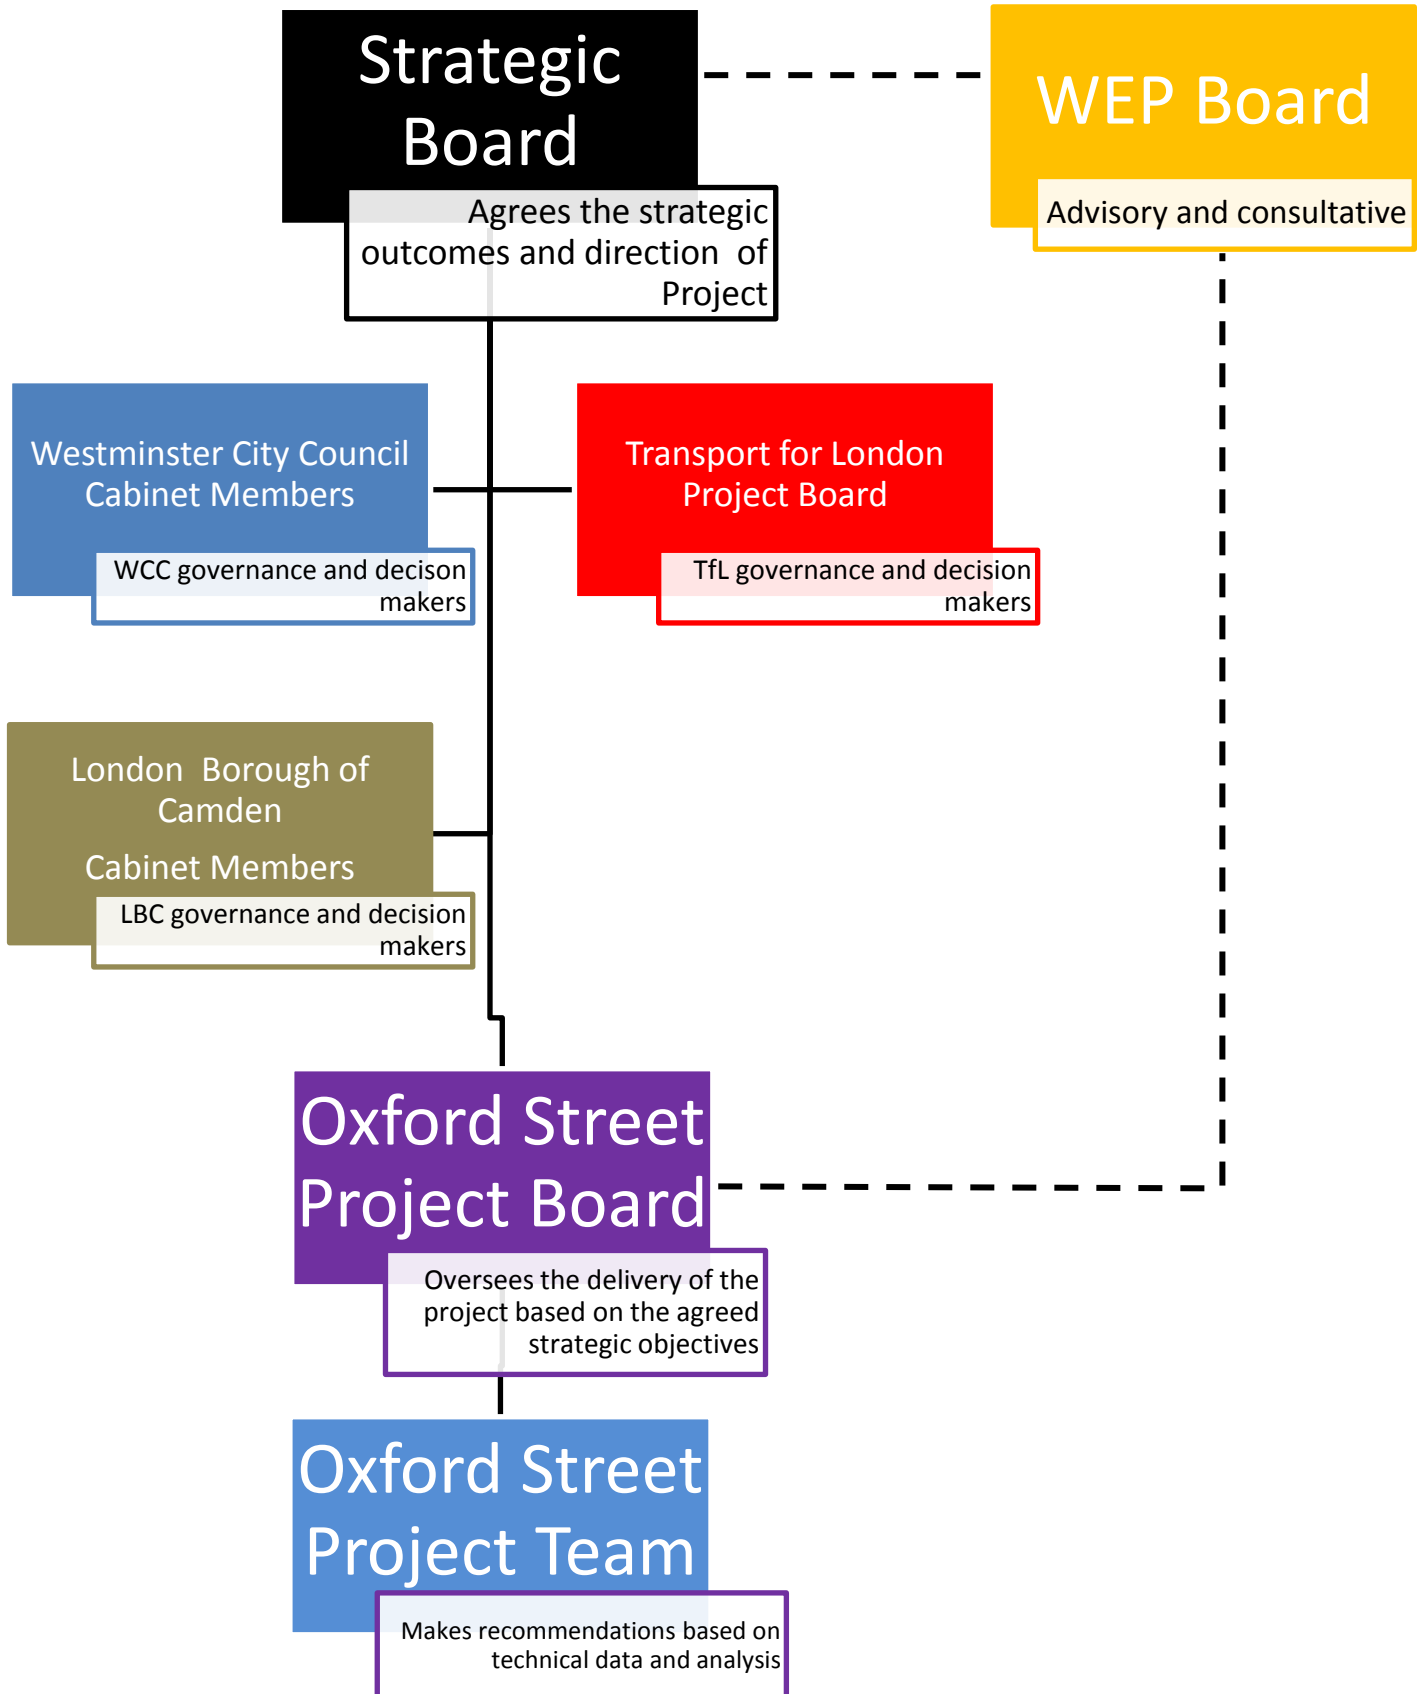 Strategic
Board
Agrees the strategic
outcomes and direction of
Project
WEP Board
Advisory and consultative
Westminster City Council
Cabinet Members
WCC governance and decison
makers
Transport for London
Project Board
TfL governance and decision
makers
London Borough of
Camden
Cabinet Members
LBC governance and decision
makers
Oxford Street
Project Board
Oversees the delivery of the
project based on the agreed
strategic objectives
Oxford Street
Project Team
Makes recommendations based on
technical data and analysis